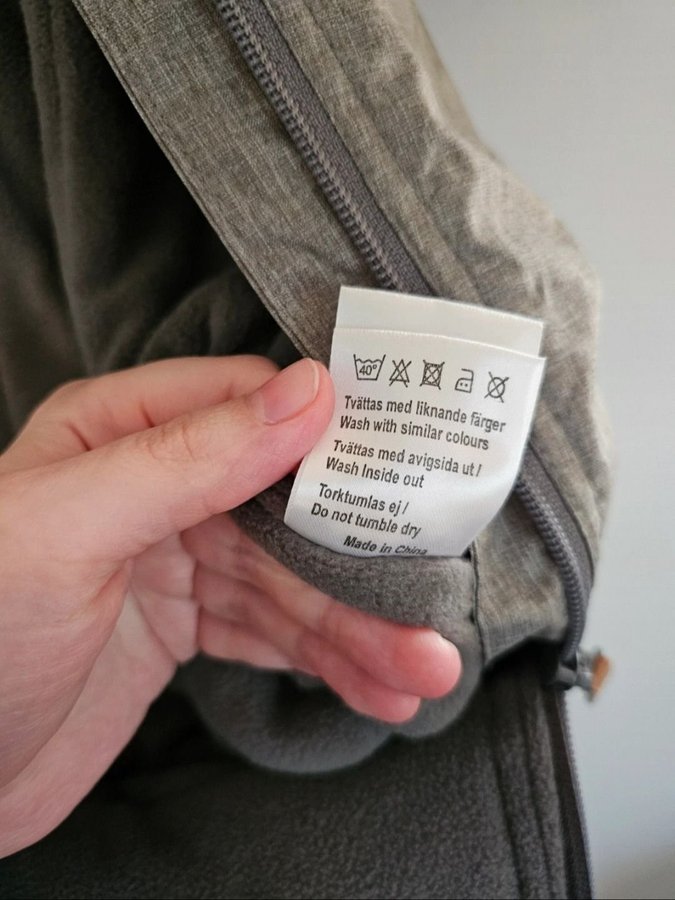 40°
Tvättas med liknande färger
Wash with similar colours
Tvättas med avigsida ut /
Wash Inside out
Torktumlas ej /
Do not tumble dry
Made in China